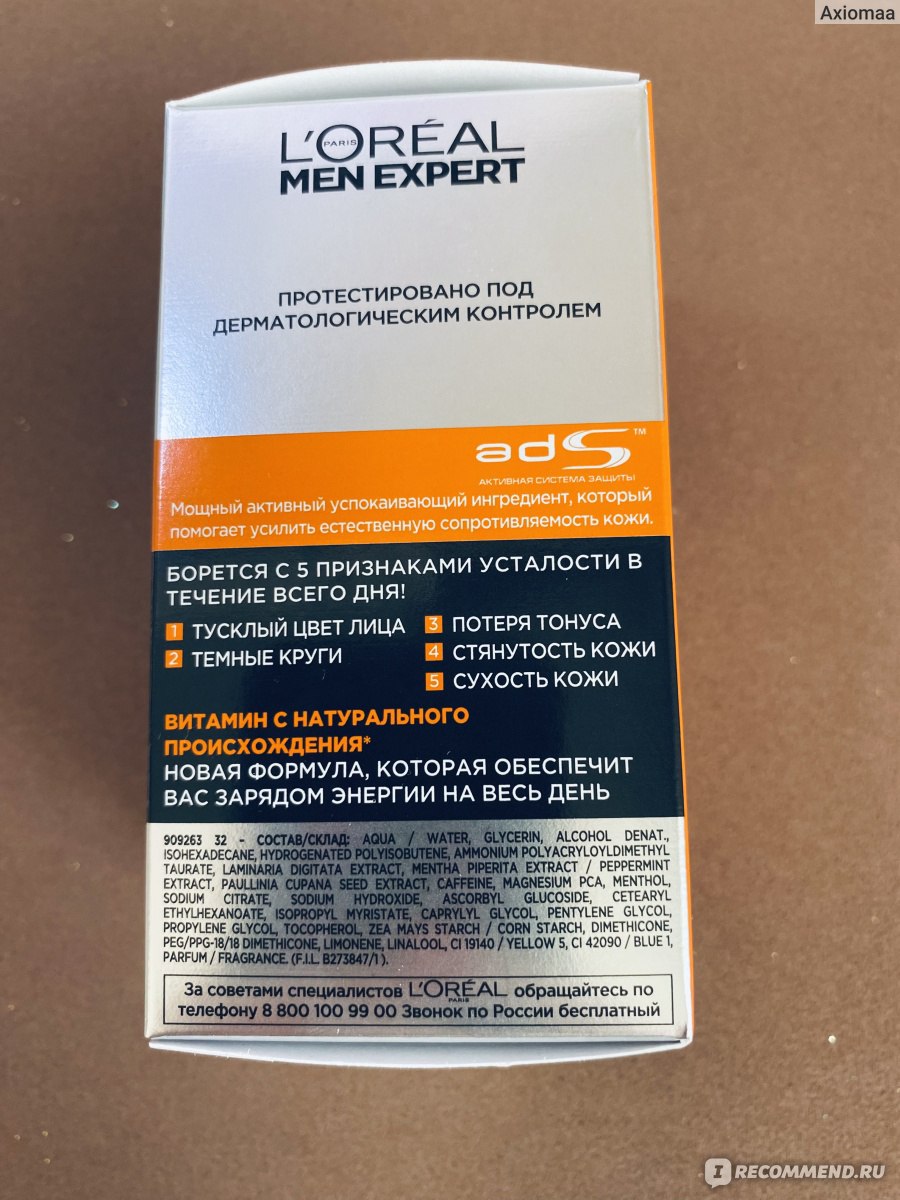 Axiomaa
L'ORÉAL
PARIS
MEN EXPERT
ПРОТЕСТИРОВАНО ПОД
ДЕРМАТОЛОГИЧЕСКИМ КОНТРОЛЕМ
adS™
АКТИВНАЯ СИСТЕМА ЗАЩИТЫ
Мощный активный успокаивающий ингредиент, который
помогает усилить естественную сопротивляемость кожи.
БОРЕТСЯ С 5 ПРИЗНАКАМИ УСТАЛОСТИ В
ТЕЧЕНИЕ ВСЕГО ДНЯ!
1 ТУСКЛЫЙ ЦВЕТ ЛИЦА
2 ТЕМНЫЕ КРУГИ
3 ПОТЕРЯ ТОНУСА
4 СТЯНУТОСТЬ КОЖИ
5 СУХОСТЬ КОЖИ
ВИТАМИН С НАТУРАЛЬНОГО
ПРОИСХОЖДЕНИЯ*
НОВАЯ ФОРМУЛА, КОТОРАЯ ОБЕСПЕЧИТ
ВАС ЗАРЯДОМ ЭНЕРГИИ НА ВЕСЬ ДЕНЬ
909263 32 - СОСТАВ/СКЛАД: AQUA / WATER, GLYCERIN, ALCOHOL DENAT.,
ISOHEXADECANE, HYDROGENATED POLYISOBUTENE, AMMONIUM POLYACRYLOYLDIMETHYL
TAURATE, LAMINARIA DIGITATA EXTRACT, MENTHA PIPERITA EXTRACT / PEPPERMINT
EXTRACT, PAULLINIA CUPANA SEED EXTRACT, CAFFEINE, MAGNESIUM PCA, MENTHOL,
SODIUM CITRATE, SODIUM HYDROXIDE, ASCORBYL GLUCOSIDE, CETEARYL
ETHYLHEXANOATE, ISOPROPYL MYRISTATE, CAPRYLYL GLYCOL, PENTYLENE GLYCOL,
PROPYLENE GLYCOL, TOCOPHEROL, ZEA MAYS STARCH / CORN STARCH, DIMETHICONE,
PEG/PPG-18/18 DIMETHICONE, LIMONENE, LINALOOL, CI 19140 / YELLOW 5, CI 42090 / BLUE 1,
PARFUM / FRAGRANCE. (F.I.L. B273847/1 ).
За советами специалистов L'ORÉAL PARIS обращайтесь по
телефону 8 800 100 99 00 Звонок по России бесплатный
IRECOMMEND.RU